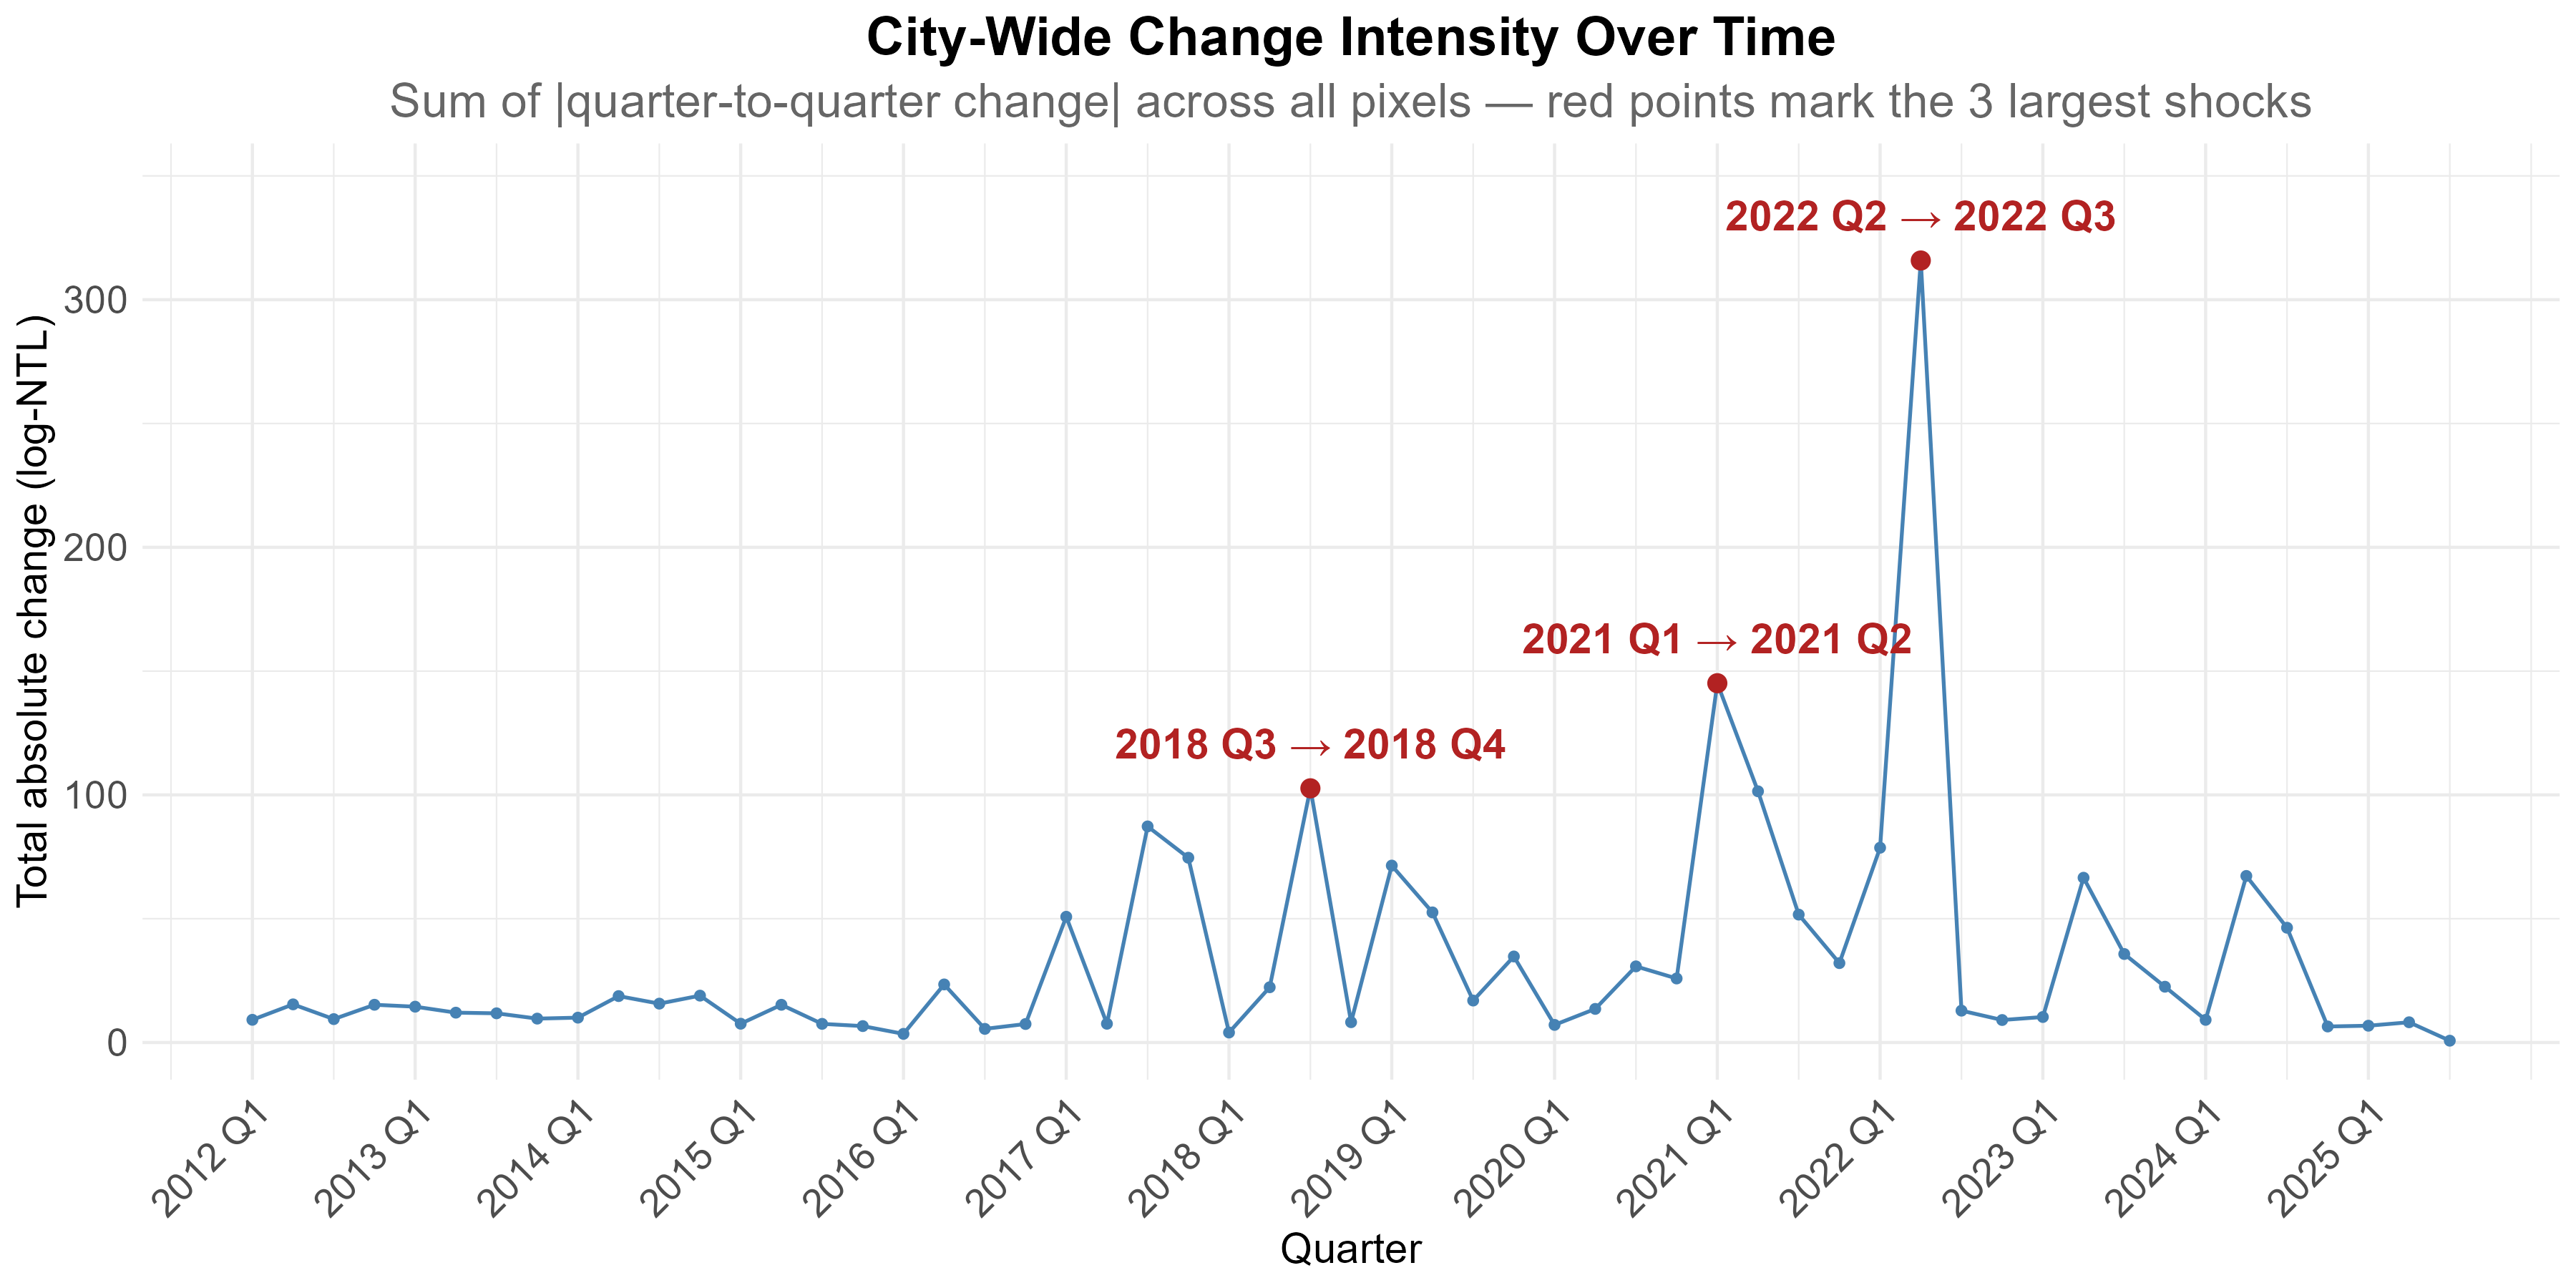 City-Wide Change Intensity Over Time
Sum of |quarter-to-quarter change| across all pixels — red points mark the 3 largest shocks
Total absolute change (log-NTL)
300
200
100
0
2022 Q2 → 2022 Q3
2021 Q1 → 2021 Q2
2018 Q3 → 2018 Q4
2012 Q1
2013 Q1
2014 Q1
2015 Q1
2016 Q1
2017 Q1
2018 Q1
2019 Q1
2020 Q1
2021 Q1
2022 Q1
2023 Q1
2024 Q1
2025 Q1
Quarter